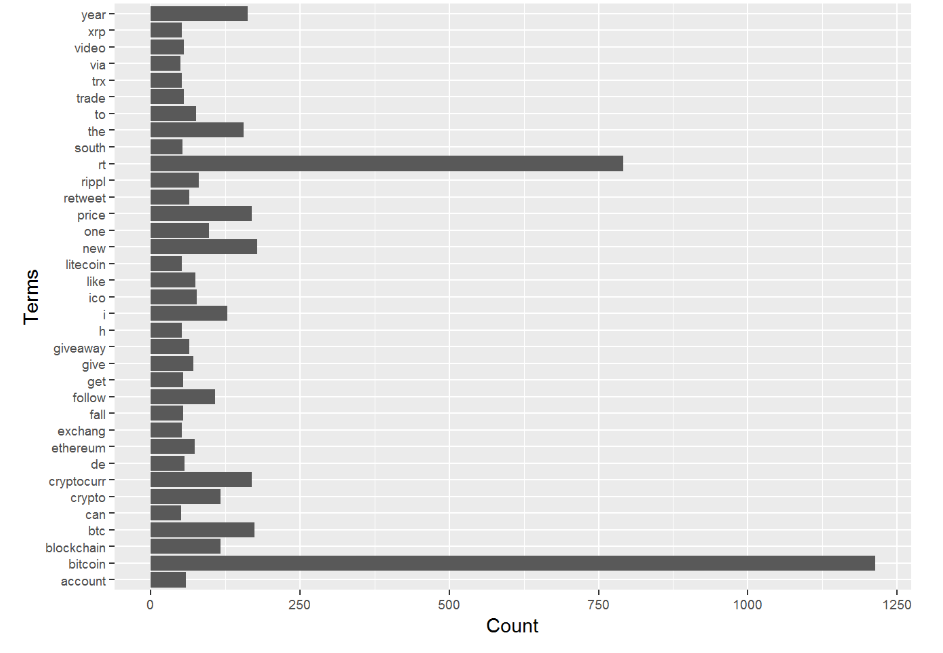 year
xrp
video
via
trx
trade
to
the
south
rt
rippl
retweet
price
one
new
litecoin
like
ico
i
h
giveaway
give
get
follow
fall
exchang
ethereum
de
cryptocurr
crypto
can
btc
blockchain
bitcoin
account
Terms
0 250 500 750 1000 1250
Count